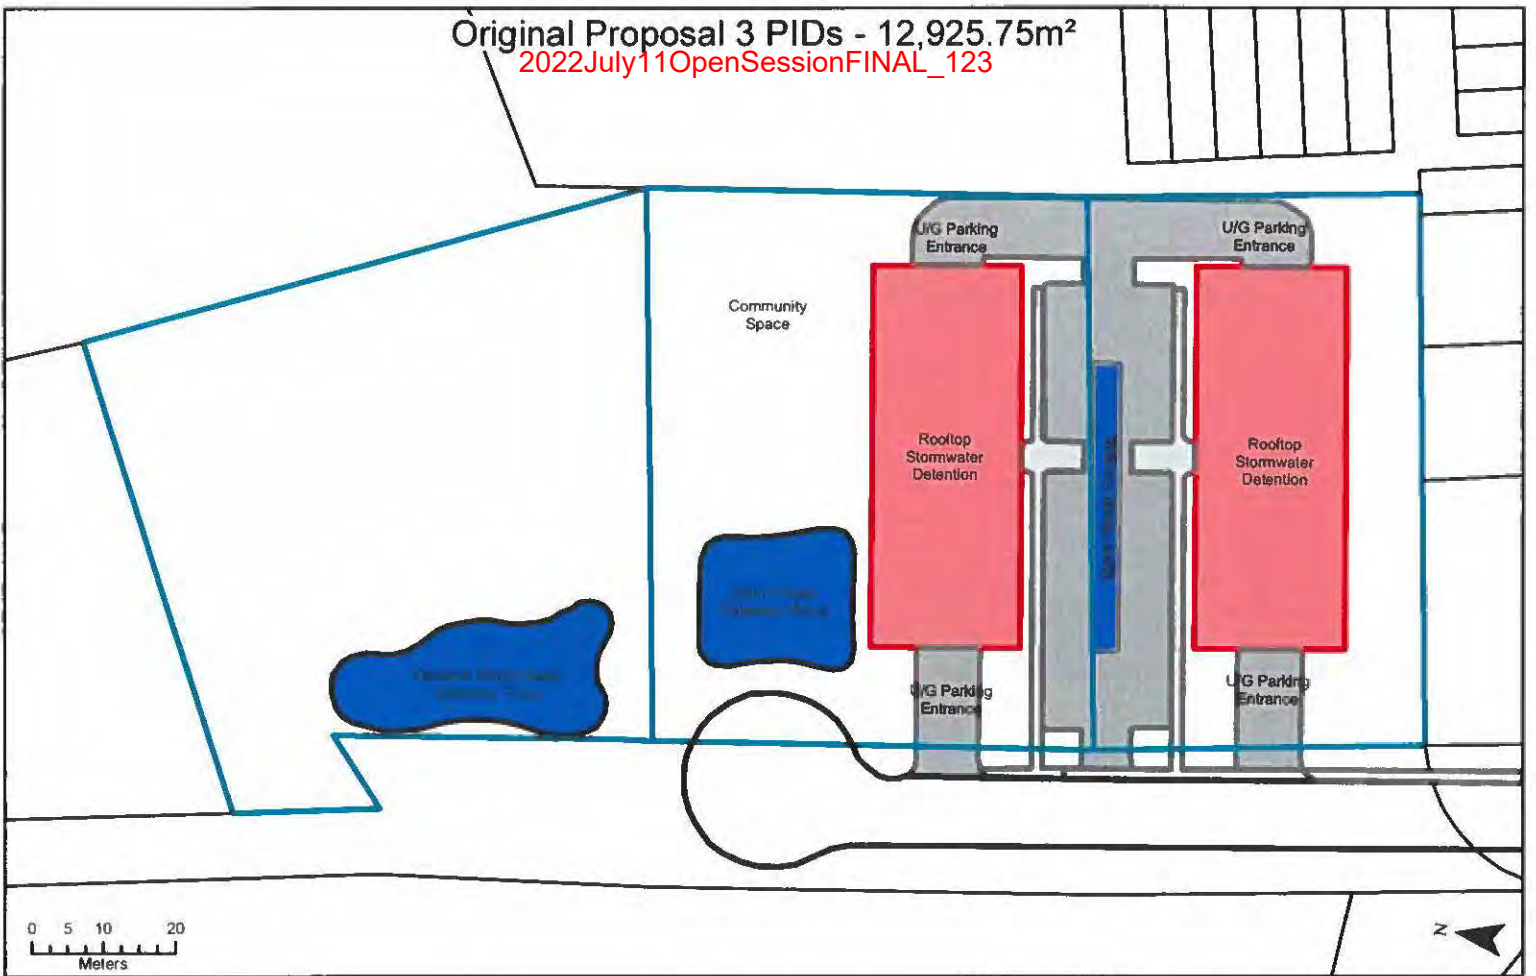 Original Proposal 3 PIDs - 12,925.75m²
2022July11OpenSessionFINAL_123
U/G Parking
Entrance
U/G Parking
Entrance
Community
Space
Rooftop
Stormwater
Detention
Rooftop
Stormwater
Detention
U/G Parking
Entrance
U/G Parking
Entrance
0 5 10 20
Meters
N